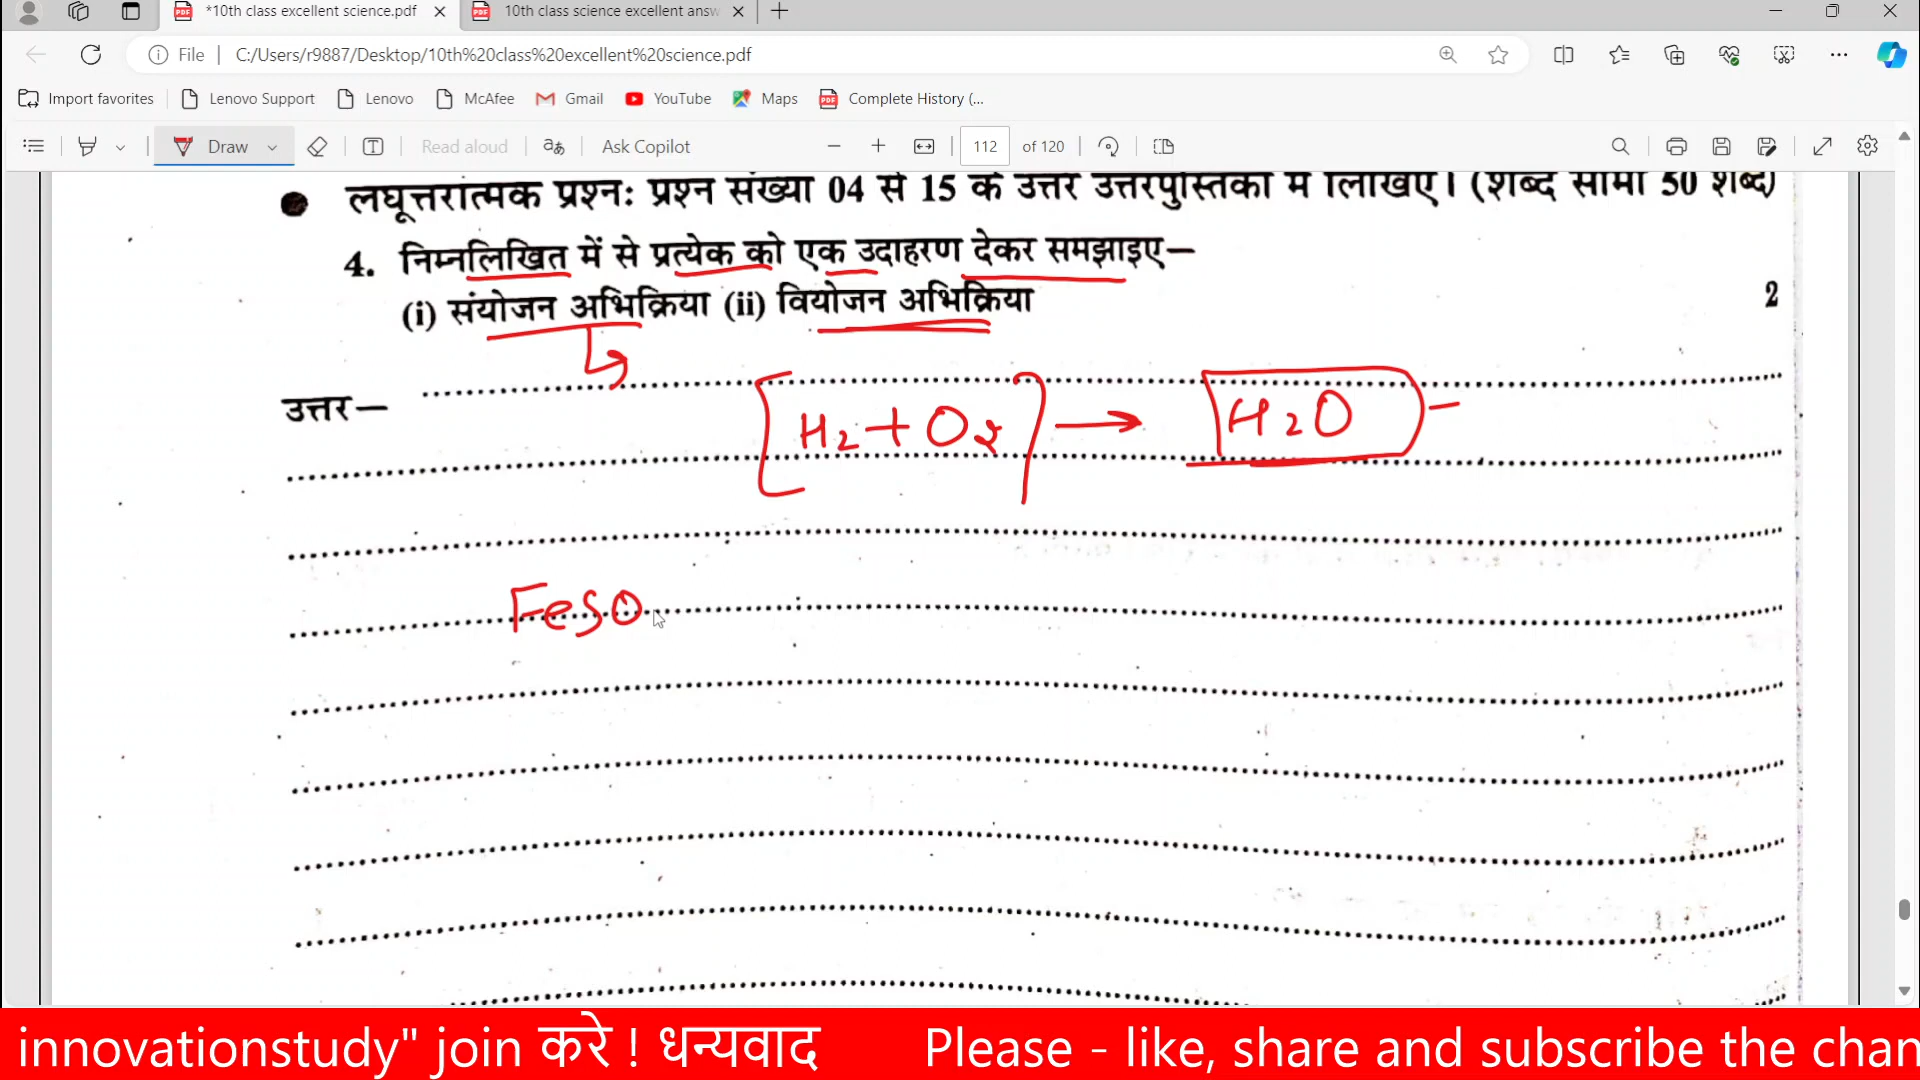 *10th class excellent science.pdf
10th class science excellent answ
File
C:/Users/r9887/Desktop/10th%20class%20excellent%20science.pdf
Import favorites
Lenovo Support
Lenovo
McAfee
Gmail
YouTube
Maps
Complete History (...
Draw
Read aloud
Ask Copilot
112 of 120
लघूत्तरात्मक प्रश्नः प्रश्न संख्या 04 से 15 के उत्तर उत्तरपुस्तिका में लिखिए। (शब्द सीमा 50 शब्द)
4. निम्नलिखित में से प्रत्येक को एक उदाहरण देकर समझाइए–
(i) संयोजन अभिक्रिया (ii) वियोजन अभिक्रिया 2
उत्तर–
H₂ + O₂ → H₂O
FeSO
innovationstudy" join करे ! धन्यवाद Please - like, share and subscribe the chan